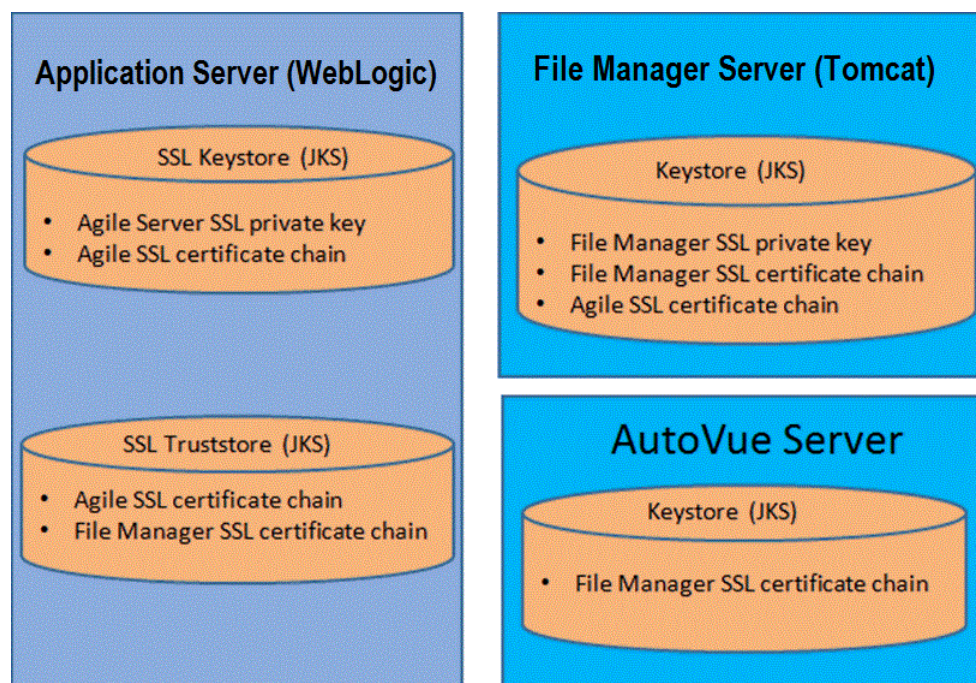 Application Server (WebLogic)
SSL Keystore (JKS)
• Agile Server SSL private key
• Agile SSL certificate chain
SSL Truststore (JKS)
• Agile SSL certificate chain
• File Manager SSL certificate chain
File Manager Server (Tomcat)
Keystore (JKS)
• File Manager SSL private key
• File Manager SSL certificate chain
• Agile SSL certificate chain
AutoVue Server
Keystore (JKS)
• File Manager SSL certificate chain